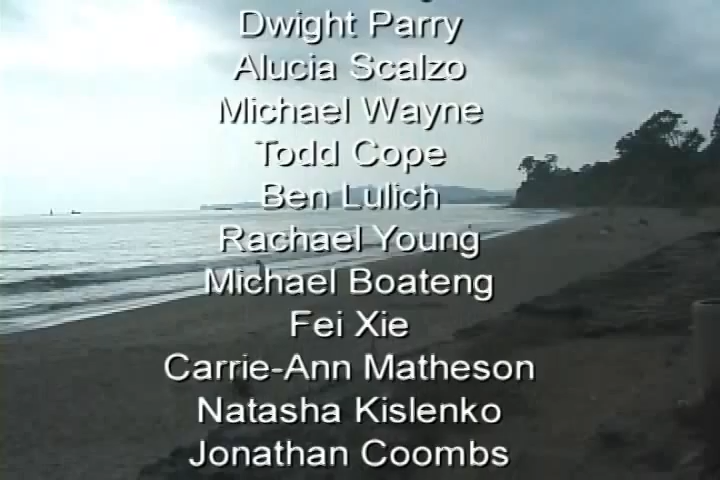 Dwight Parry
Alucia Scalzo
Michael Wayne
Todd Cope
Ben Lulich
Rachael Young
Michael Boateng
Fei Xie
Carrie-Ann Matheson
Natasha Kislenko
Jonathan Coombs